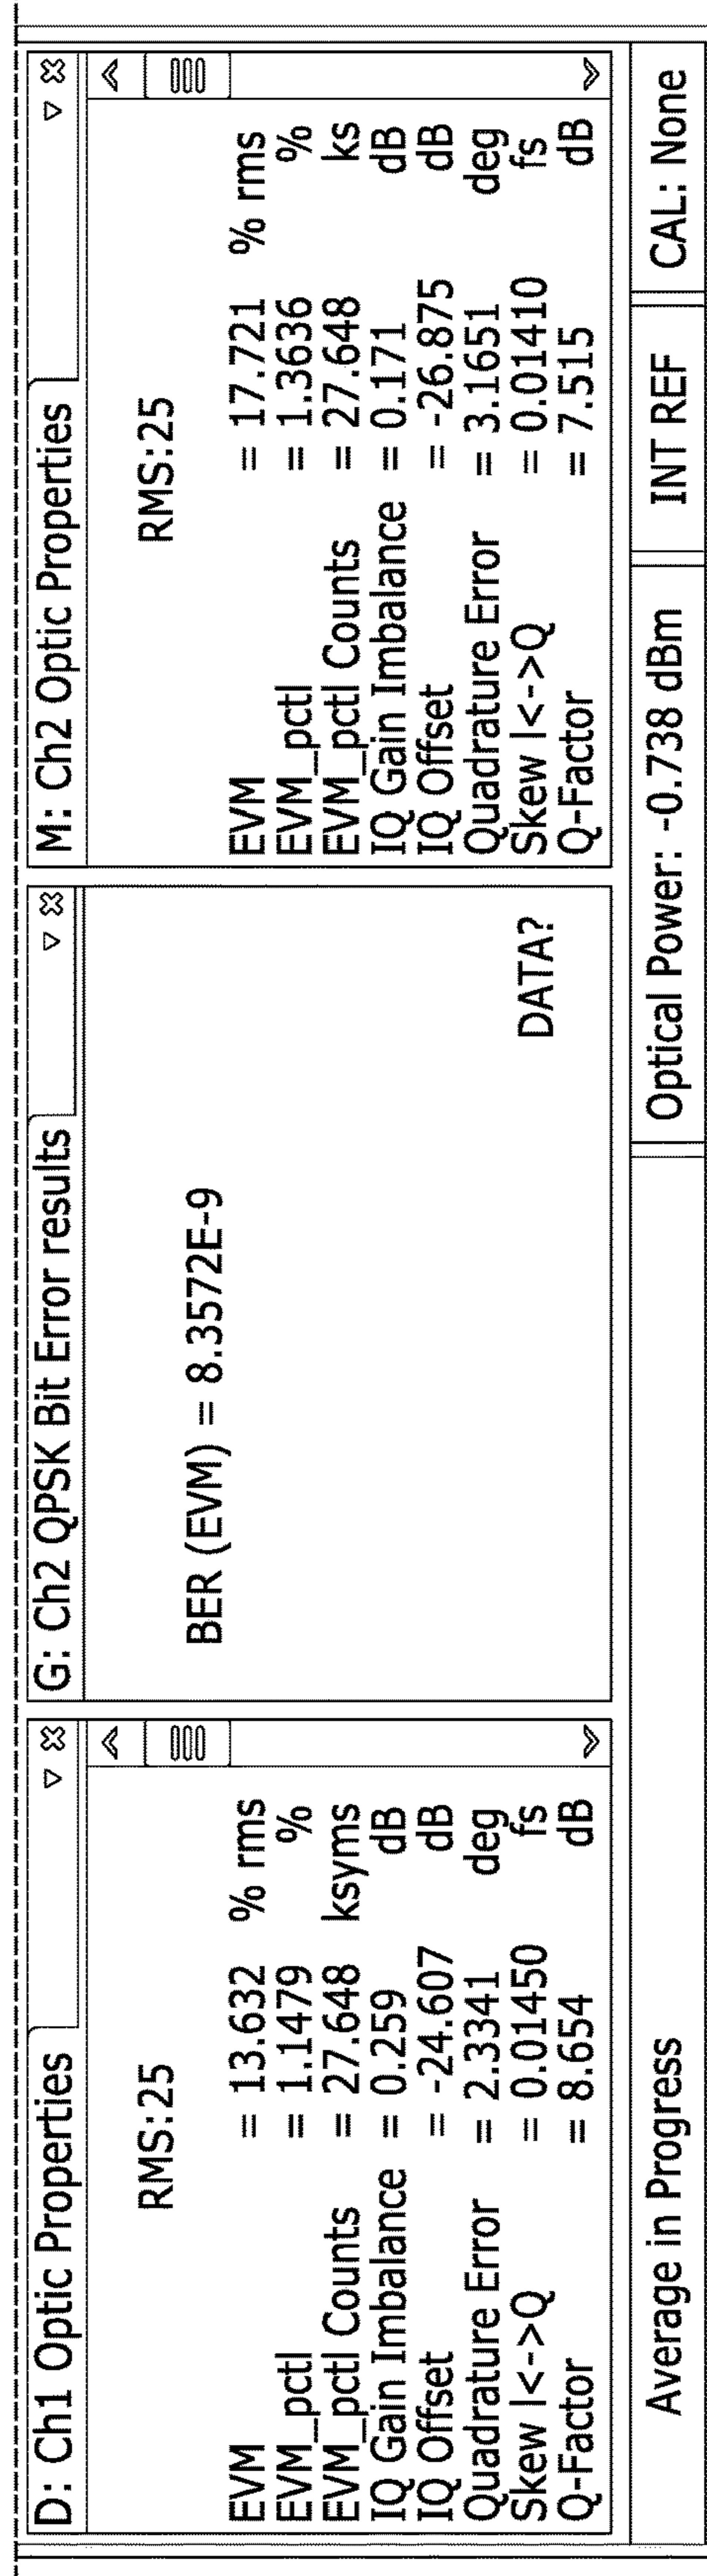 D: Ch1 Optic Properties
RMS:25
EVM = 13.632 % rms
EVM_pctl = 1.1479 %
EVM_pctl Counts = 27.648 ksyms
IQ Gain Imbalance = 0.259 dB
IQ Offset = -24.607 dB
Quadrature Error = 2.3341 deg
Skew I<->Q = 0.01450 fs
Q-Factor = 8.654 dB
G: Ch2 QPSK Bit Error results
BER (EVM) = 8.3572E-9
DATA?
M: Ch2 Optic Properties
RMS:25
EVM = 17.721 % rms
EVM_pctl = 1.3636 %
EVM_pctl Counts = 27.648 ks
IQ Gain Imbalance = 0.171 dB
IQ Offset = -26.875 dB
Quadrature Error = 3.1651 deg
Skew I<->Q = 0.01410 fs
Q-Factor = 7.515 dB
Average in Progress
Optical Power: -0.738 dBm
INT REF
CAL: None